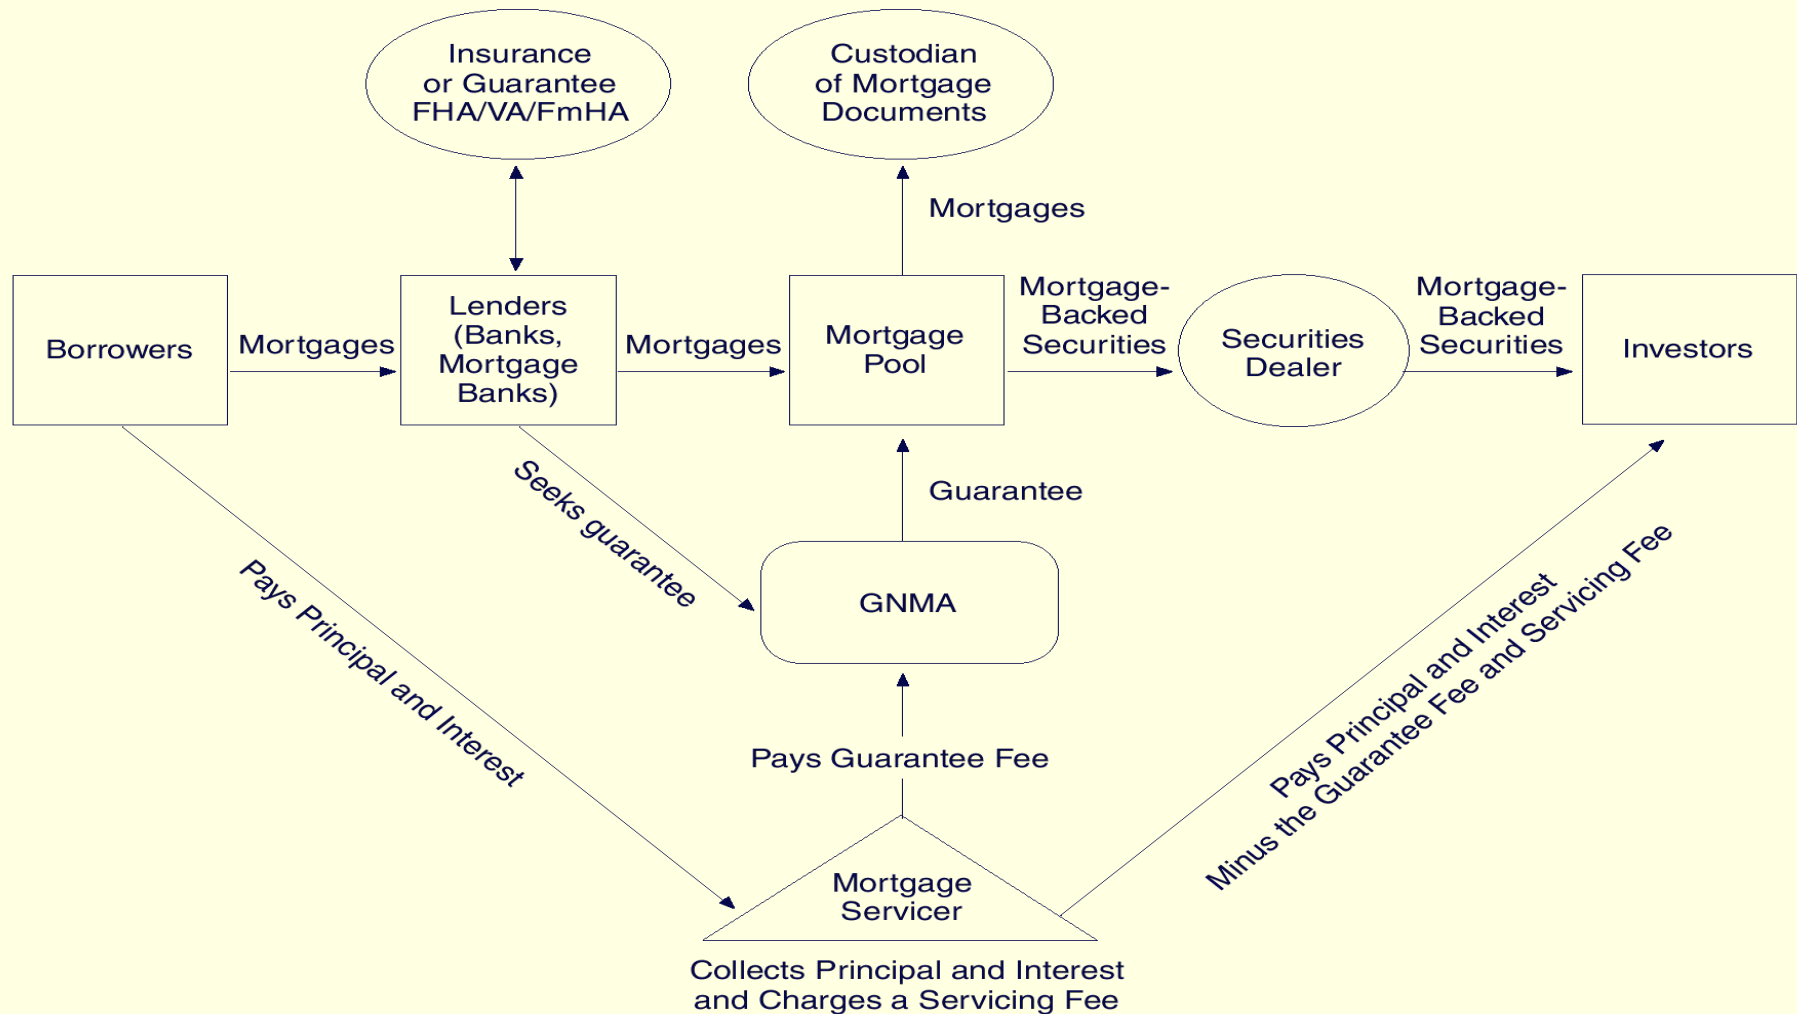 Insurance
or Guarantee
FHA/VA/FmHA
Custodian
of Mortgage
Documents
Mortgages
Borrowers
Mortgages
Lenders
(Banks,
Mortgage
Banks)
Mortgages
Mortgage
Pool
Mortgage-
Backed
Securities
Securities
Dealer
Mortgage-
Backed
Securities
Investors
Seeks guarantee
Guarantee
Pays Principal and Interest
GNMA
Pays Principal and Interest
Minus the Guarantee Fee and Servicing Fee
Pays Guarantee Fee
Mortgage
Servicer
Collects Principal and Interest
and Charges a Servicing Fee